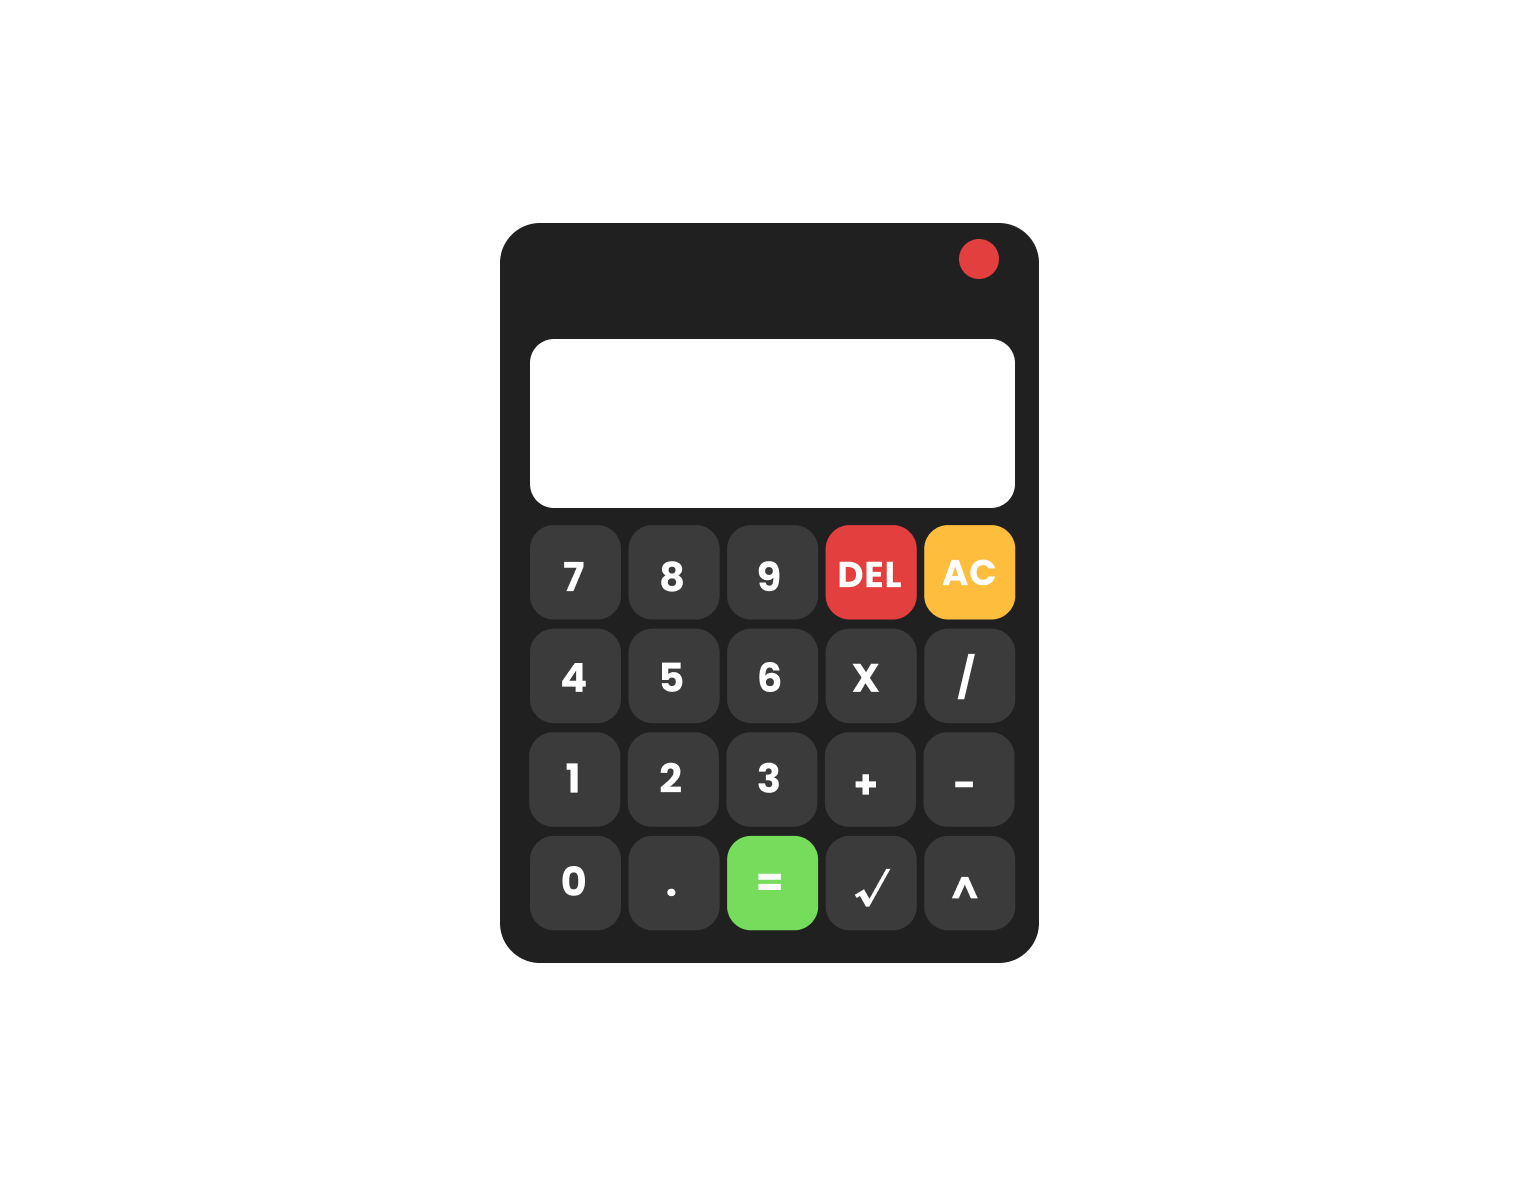 7 8 9 DEL AC
4 5 6 X /
1 2 3 + -
0 . = √ ^